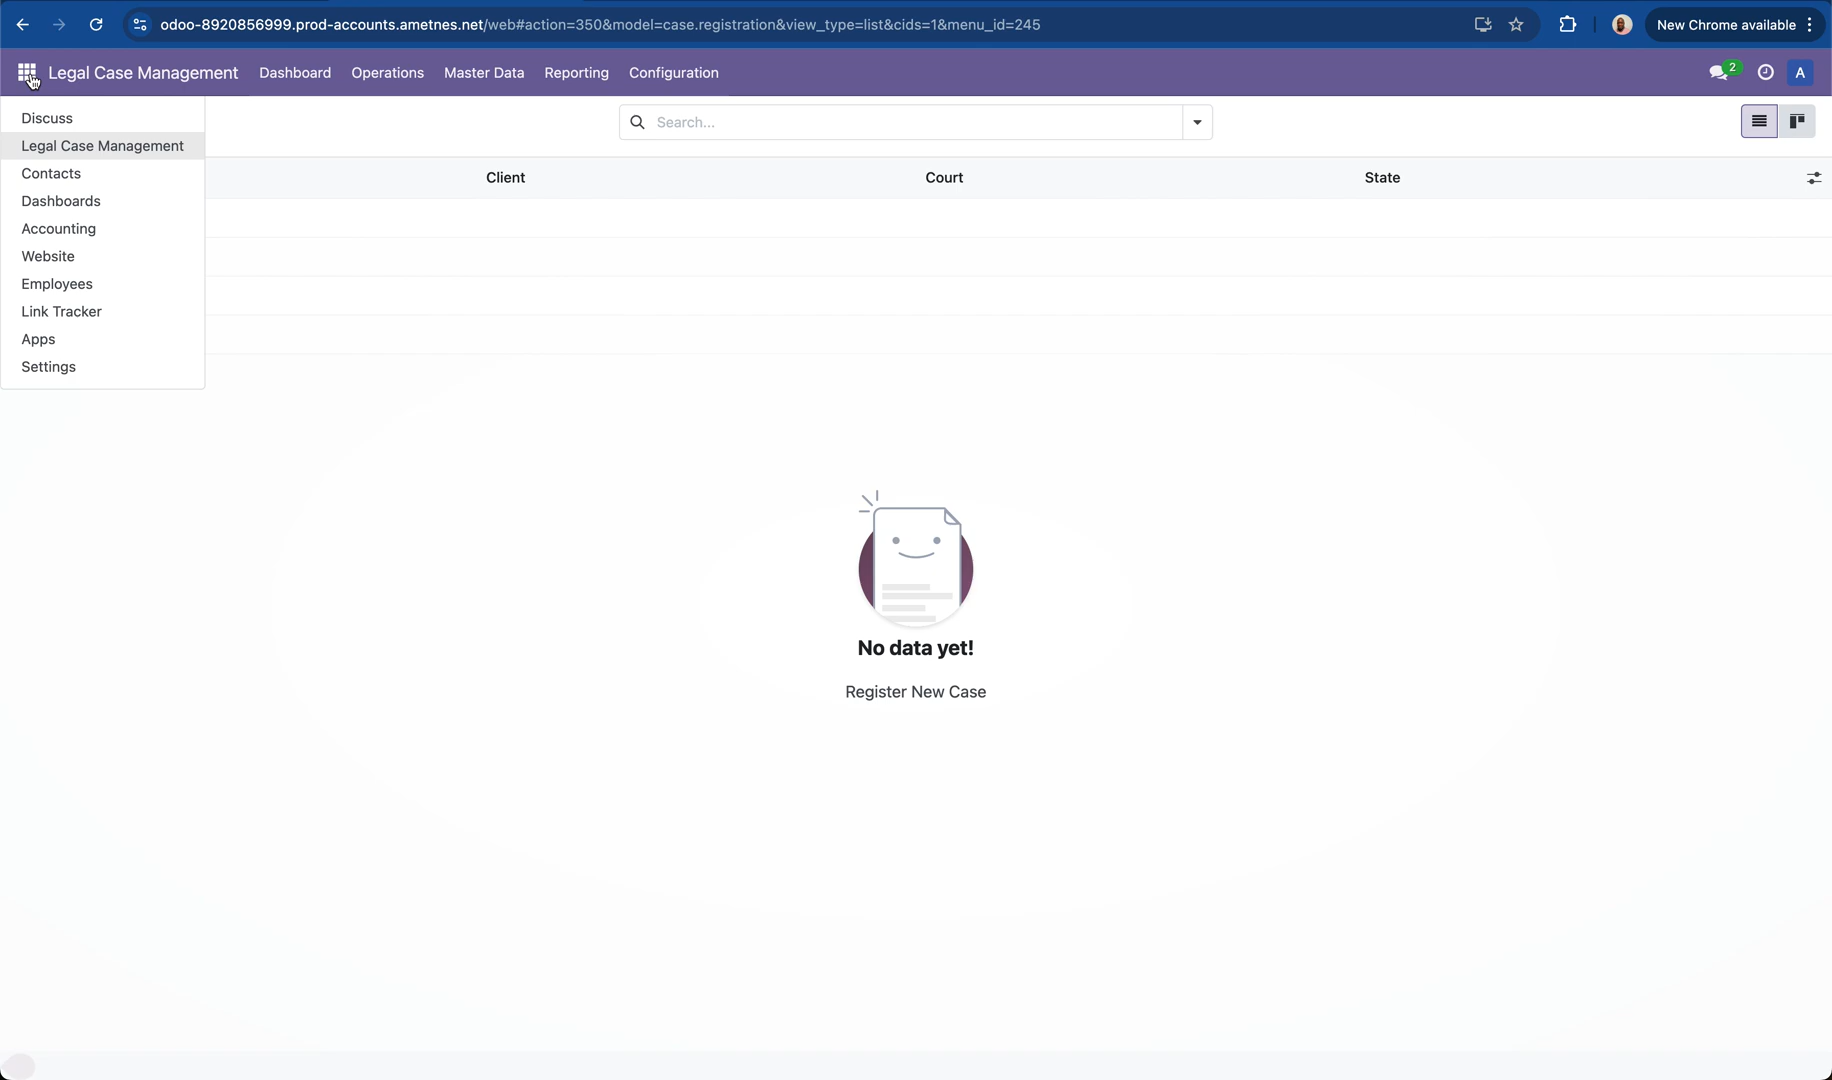 odoo-8920856999.prod-accounts.ametnes.net/web#action=350&model=case.registration&view_type=list&cids=1&menu_id=245
New Chrome available
Legal Case Management Dashboard Operations Master Data Reporting Configuration 2 A
Discuss
Legal Case Management
Contacts
Dashboards
Accounting
Website
Employees
Link Tracker
Apps
Settings
Search...
Client Court State
No data yet!
Register New Case